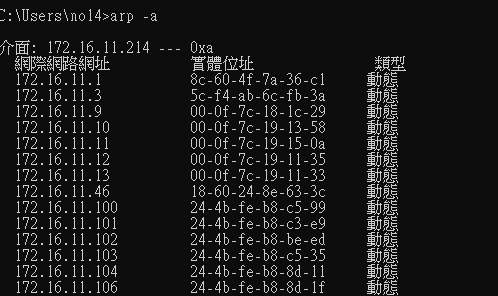 C:\Users\no14>arp -a
介面: 172.16.11.214 --- 0xa
網際網路網址 實體位址 類型
172.16.11.1 8c-60-4f-7a-36-c1 動態
172.16.11.3 5c-f4-ab-6c-fb-3a 動態
172.16.11.9 00-0f-7c-18-1c-29 動態
172.16.11.10 00-0f-7c-19-13-58 動態
172.16.11.11 00-0f-7c-19-15-0a 動態
172.16.11.12 00-0f-7c-19-11-35 動態
172.16.11.13 00-0f-7c-19-11-33 動態
172.16.11.46 18-60-24-8e-63-3c 動態
172.16.11.100 24-4b-fe-b8-c5-99 動態
172.16.11.101 24-4b-fe-b8-c3-e9 動態
172.16.11.102 24-4b-fe-b8-be-ed 動態
172.16.11.103 24-4b-fe-b8-c5-35 動態
172.16.11.104 24-4b-fe-b8-8d-11 動態
172.16.11.106 24-4b-fe-b8-8d-1f 動態